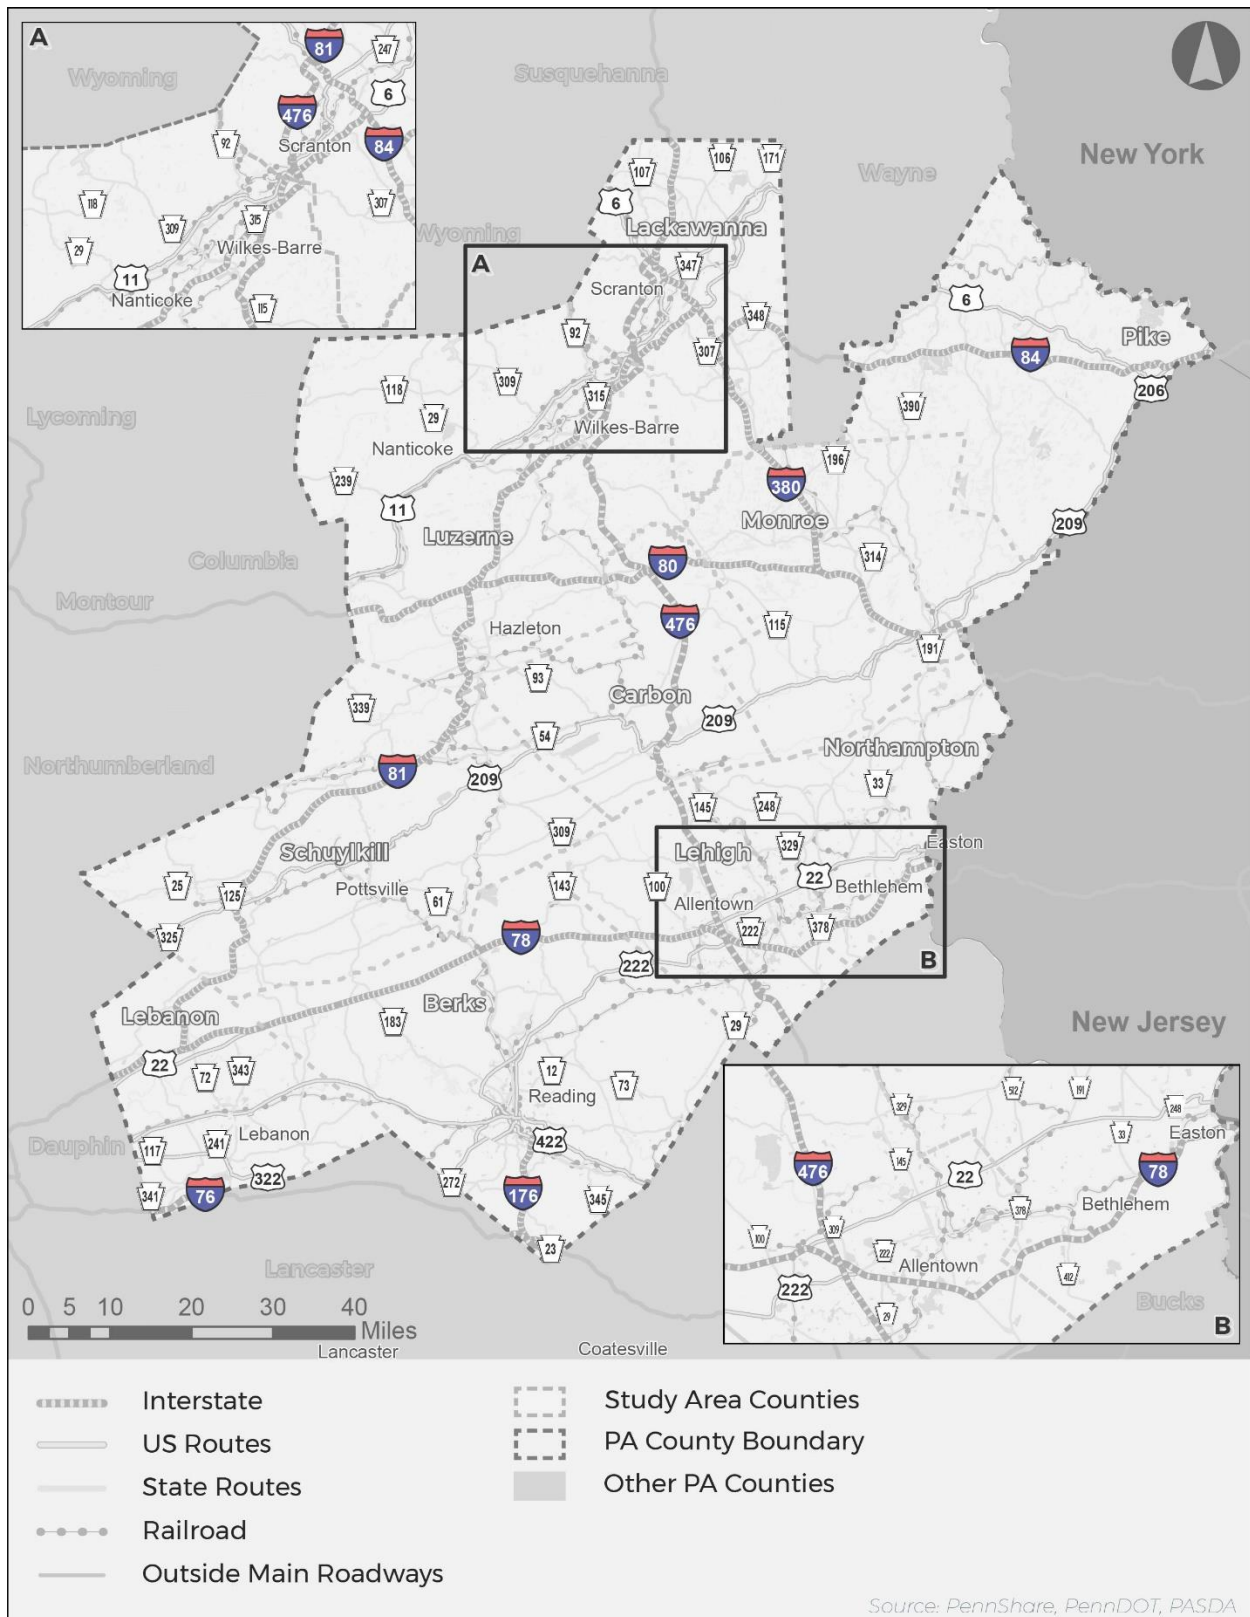 A
Wyoming
81
247
6
476
92
Scranton
84
118
309
315
307
29
Wilkes-Barre
11
Nanticoke
115
Susquehanna
New York
Wayne
107
106
171
6
Lackawanna
Wyoming
A
347
Scranton
92
348
307
309
315
Wilkes-Barre
6
Pike
84
206
390
118
29
Lycoming
Nanticoke
239
11
196
380
Monroe
209
Luzerne
Columbia
80
314
Montour
476
115
Hazleton
191
93
Carbon
339
209
54
Northampton
Northumberland
81
209
33
145
248
309
329
Easton
Schuylkill
Lehigh
22
Bethlehem
25
125
Pottsville
61
143
100
Allentown
222
378
325
78
222
B
Lebanon
Berks
183
29
New Jersey
22
72
343
12
73
Reading
Dauphin
117
241
Lebanon
422
341
76
322
272
176
345
23
Lancaster
512
191
329
248
33
Easton
476
145
22
78
378
Bethlehem
100
309
222
Allentown
412
222
29
Bucks
B
0 5 10 20 30 40
Miles
Lancaster
Coatesville
Interstate
US Routes
State Routes
Railroad
Outside Main Roadways
Study Area Counties
PA County Boundary
Other PA Counties
Source: PennShare, PennDOT, PASDA